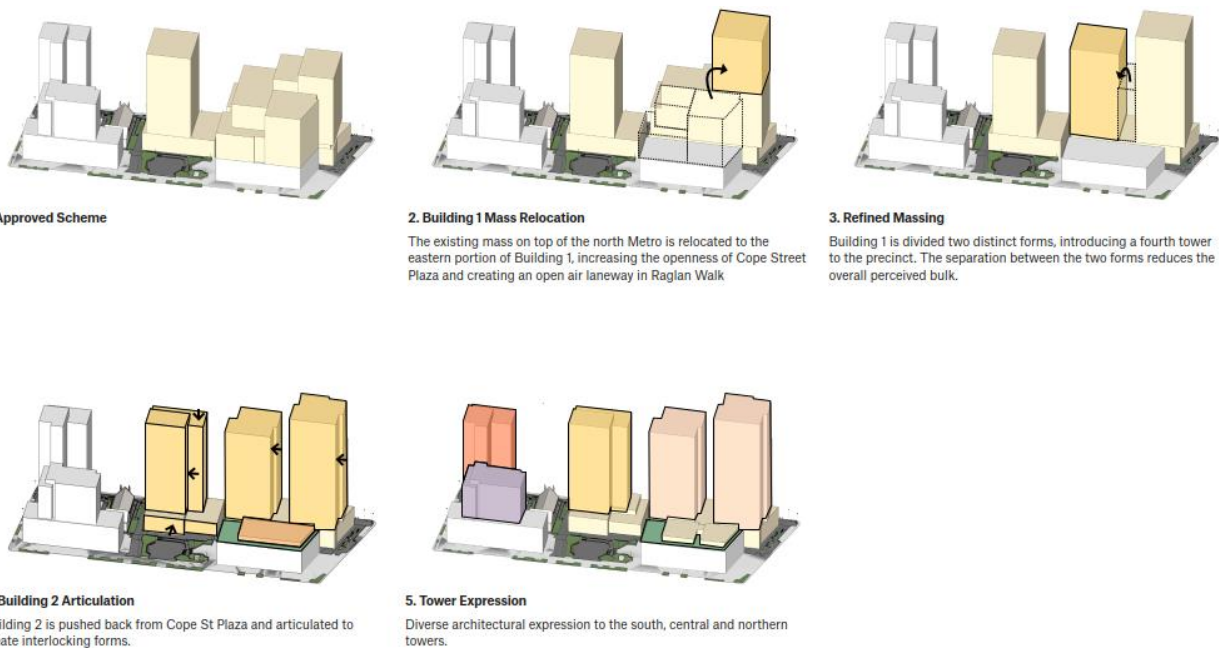 Approved Scheme
2. Building 1 Mass Relocation
The existing mass on top of the north Metro is relocated to the
eastern portion of Building 1, increasing the openness of Cope Street
Plaza and creating an open air laneway in Raglan Walk
3. Refined Massing
Building 1 is divided two distinct forms, introducing a fourth tower
to the precinct. The separation between the two forms reduces the
overall perceived bulk.
Building 2 Articulation
ilding 2 is pushed back from Cope St Plaza and articulated to
ate interlocking forms.
5. Tower Expression
Diverse architectural expression to the south, central and northern
towers.